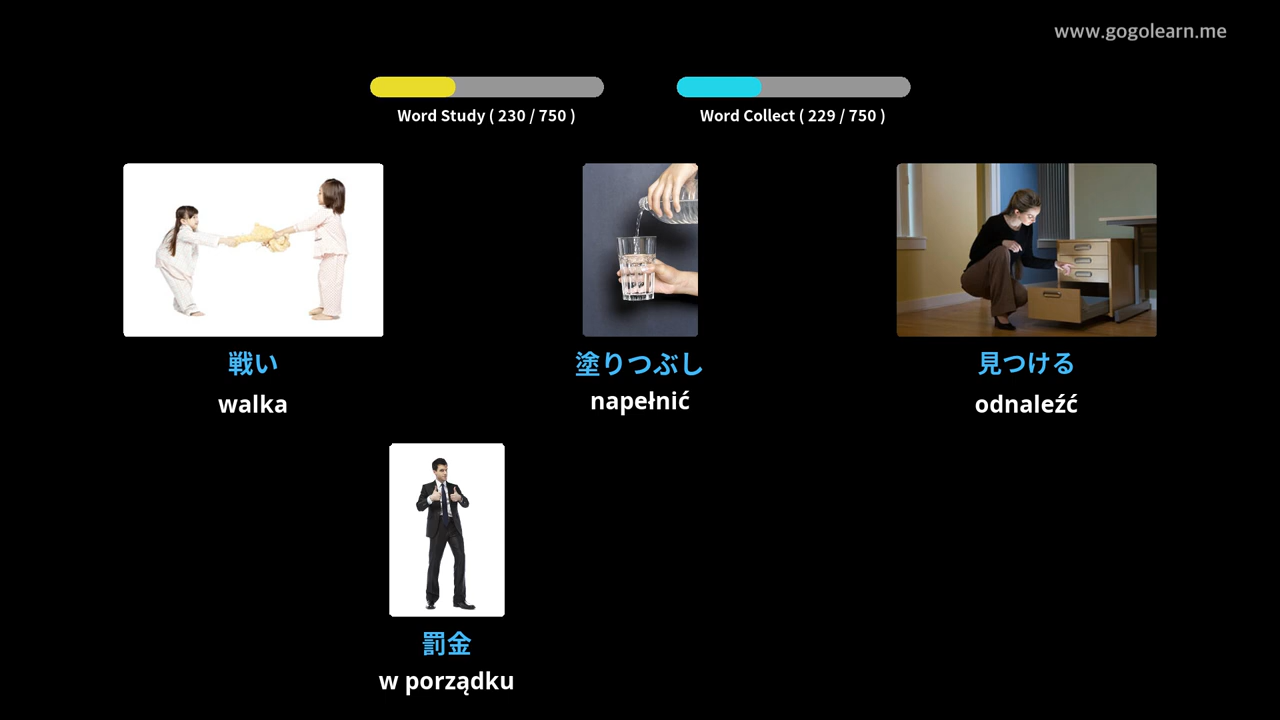 www.gogolearn.me
Word Study ( 230 / 750 )
Word Collect ( 229 / 750 )
戦い
walka
塗りつぶし
napełnić
見つける
odnaleźć
罰金
w porządku